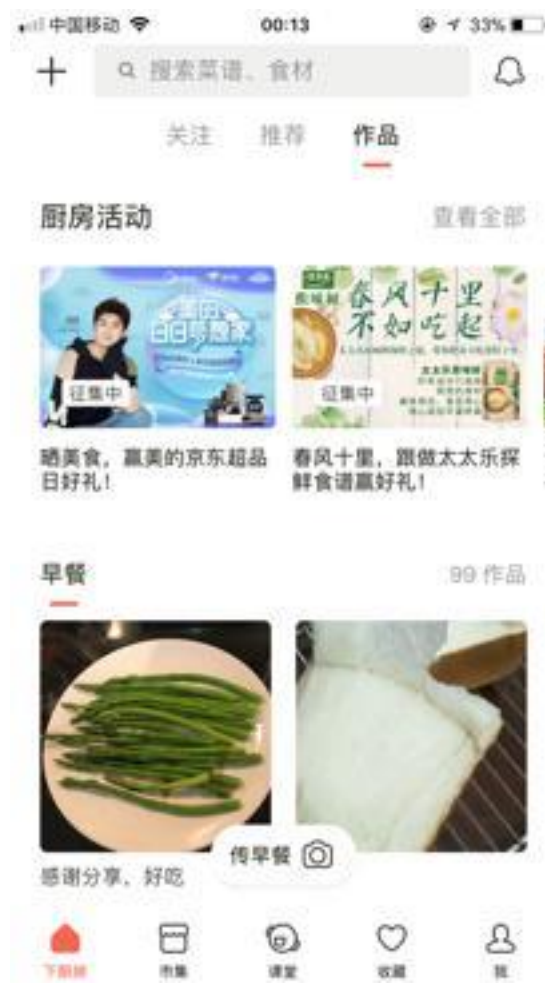 中国移动
00:13
33%
搜索菜谱、食材
关注
推荐
作品
厨房活动
查看全部
征集中
春风十里
不如吃起
征集中
晒美食，赢美的京东超品
日好礼！
春风十里，跟做太太乐探
鲜食谱赢好礼！
早餐
99 作品
传早餐
感谢分享，好吃
下厨房
市集
课堂
收藏
我